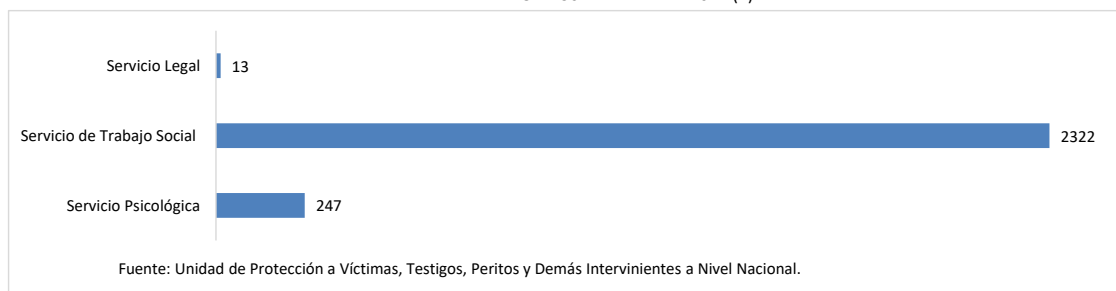 Servicio Legal 13
Servicio de Trabajo Social 2322
Servicio Psicológica 247
Fuente: Unidad de Protección a Víctimas, Testigos, Peritos y Demás Intervinientes a Nivel Nacional.